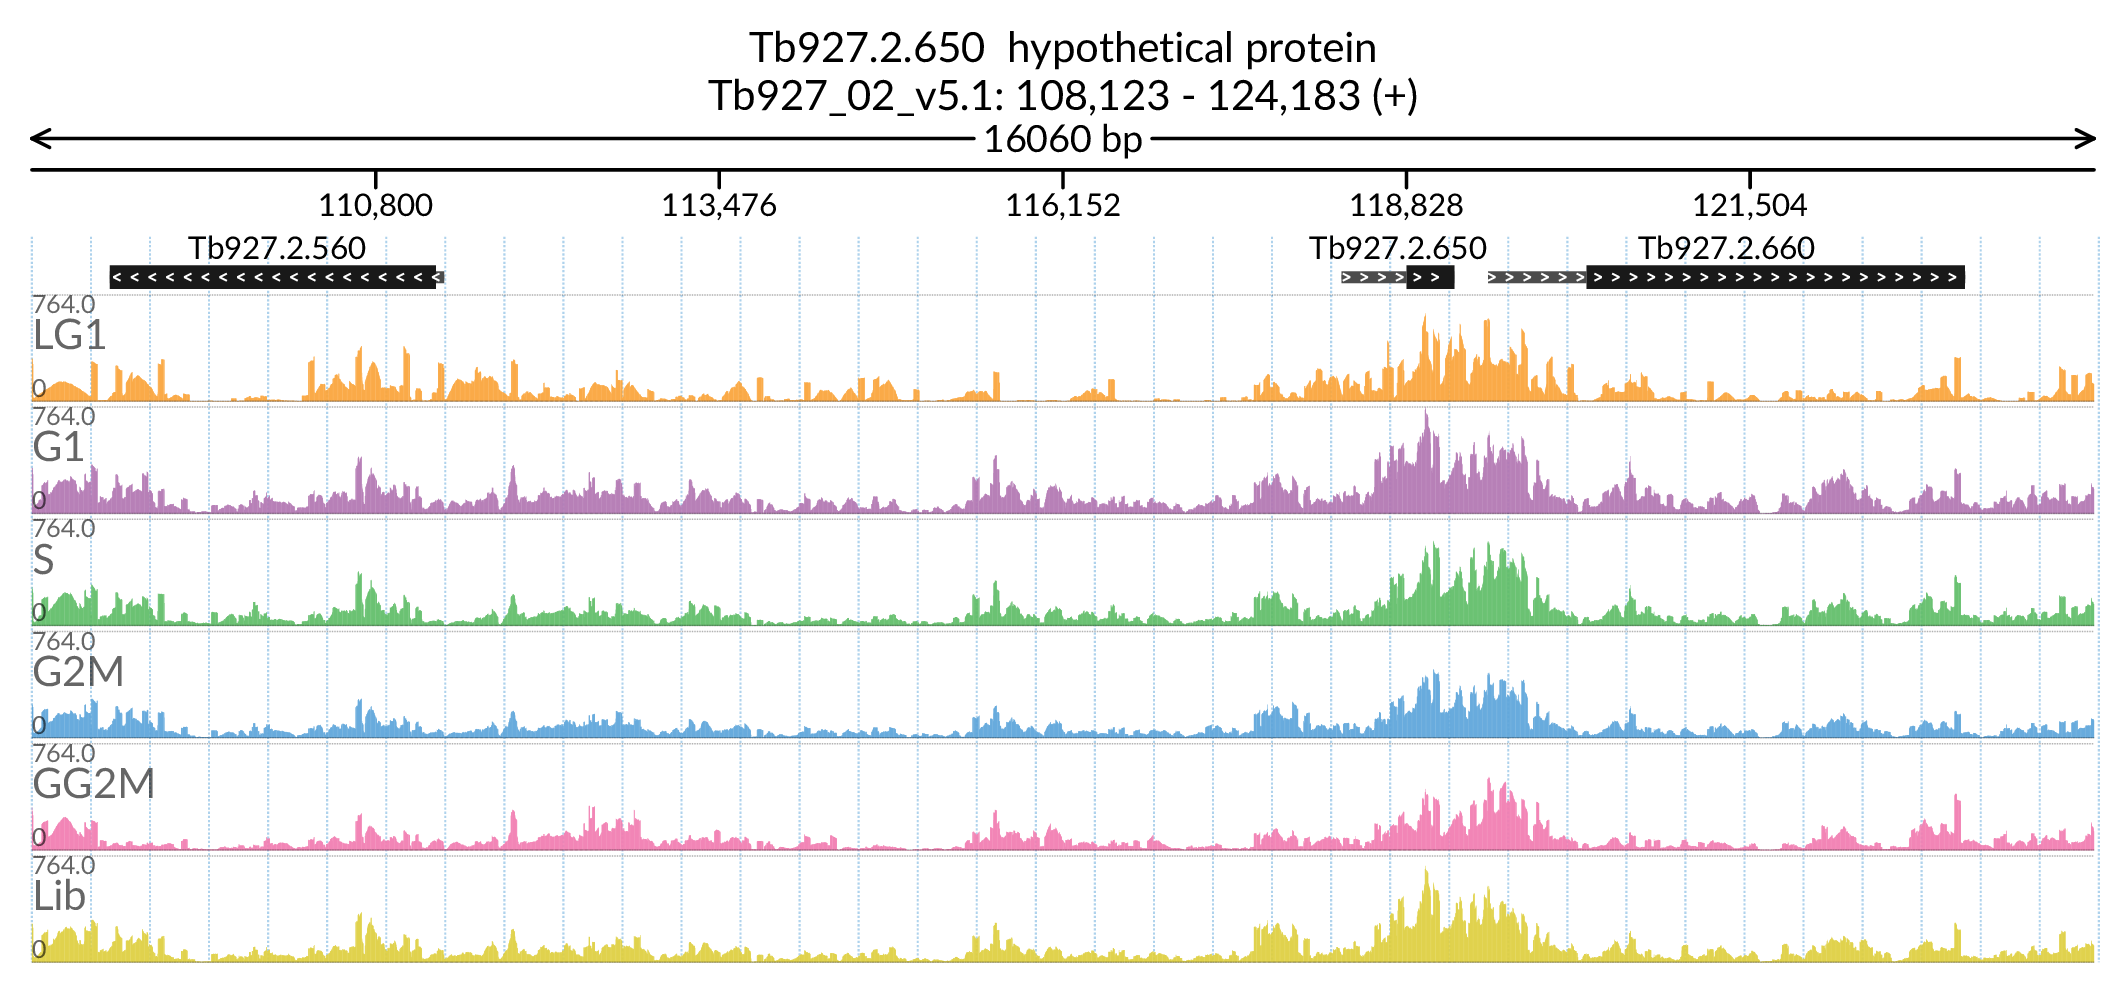 Tb927.2.650 hypothetical protein
Tb927_02_v5.1: 108,123 - 124,183 (+)
16060 bp
110,800 113,476 116,152 118,828 121,504
Tb927.2.560 Tb927.2.650 Tb927.2.660
764.0
LG1
0
764.0
G1
0
764.0
S
0
764.0
G2M
0
764.0
GG2M
0
764.0
Lib
0